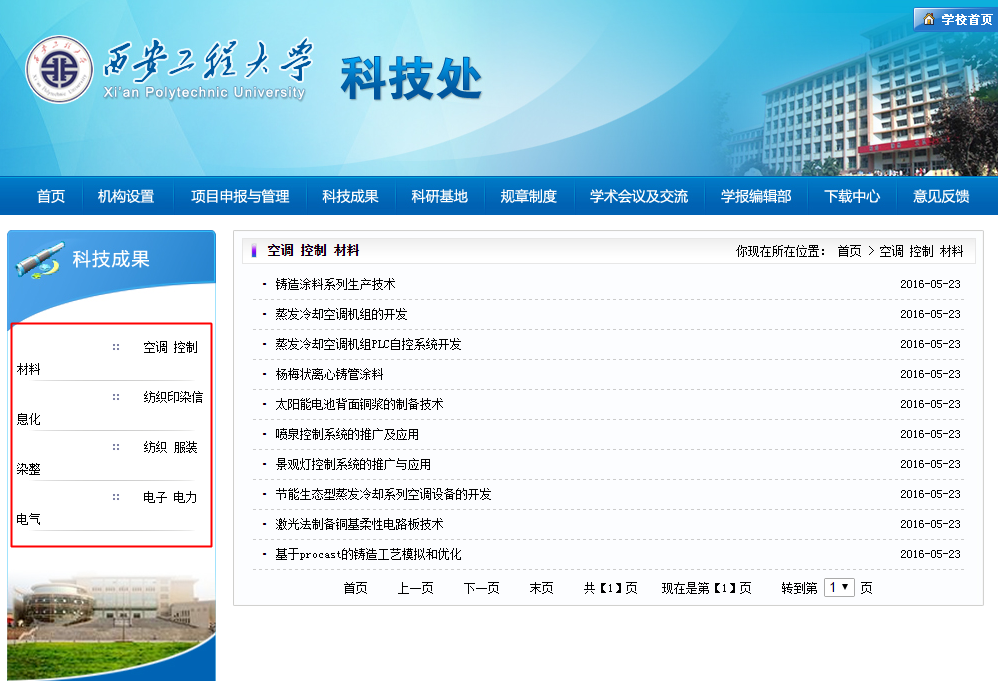 学校首页
西安工程大学
Xi'an Polytechnic University
科技处
首页 机构设置 项目申报与管理 科技成果 科研基地 规章制度 学术会议及交流 学报编辑部 下载中心 意见反馈
科技成果
空调 控制
材料
纺织印染信
息化
纺织 服装
染整
电子 电力
电气
空调 控制 材料 你现在所在位置： 首页 > 空调 控制 材料
· 铸造涂料系列生产技术 2016-05-23
· 蒸发冷却空调机组的开发 2016-05-23
· 蒸发冷却空调机组PLC自控系统开发 2016-05-23
· 杨梅状离心铸管涂料 2016-05-23
· 太阳能电池背面铜浆的制备技术 2016-05-23
· 喷泉控制系统的推广及应用 2016-05-23
· 景观灯控制系统的推广与应用 2016-05-23
· 节能生态型蒸发冷却系列空调设备的开发 2016-05-23
· 激光法制备铜基柔性电路板技术 2016-05-23
· 基于procast的铸造工艺模拟和优化 2016-05-23
首页 上一页 下一页 末页 共【1】页 现在是第【1】页 转到第 1 页